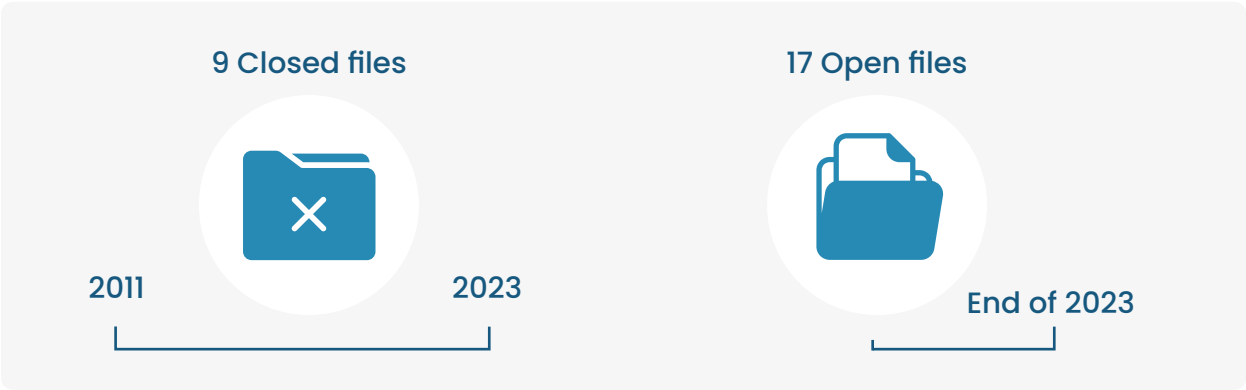 9 Closed files
17 Open files
2011
2023
End of 2023